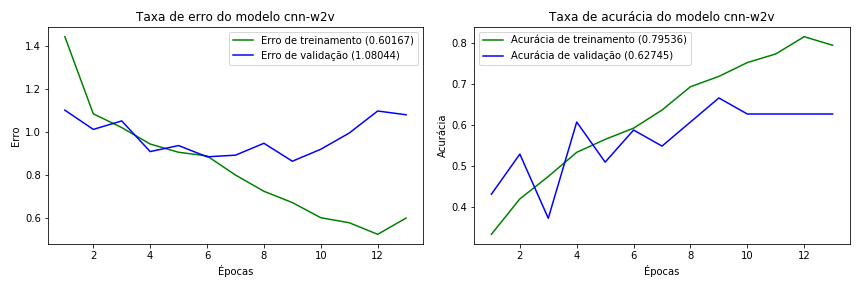 Taxa de erro do modelo cnn-w2v
Erro de treinamento (0.60167)
Erro de validação (1.08044)
1.4
1.2
1.0
0.8
0.6
Erro
2 4 6 8 10 12
Épocas
Taxa de acurácia do modelo cnn-w2v
Acurácia de treinamento (0.79536)
Acurácia de validação (0.62745)
0.8
0.7
0.6
0.5
0.4
Acurácia
2 4 6 8 10 12
Épocas